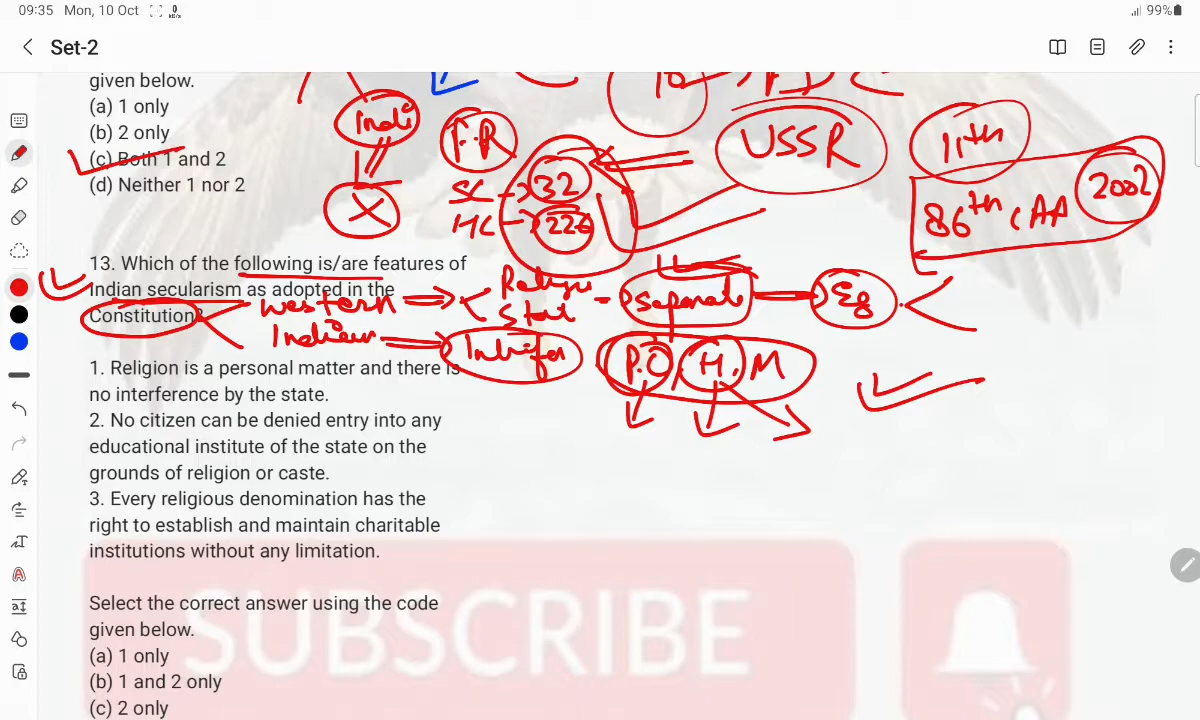 09:35 Mon, 10 Oct
99%
Set-2
given below.
(a) 1 only
(b) 2 only
(c) Both 1 and 2
(d) Neither 1 nor 2
Indi
F.R
SC → 32
HC → 226
USSR
11th
86th CAA 2002
13. Which of the following is/are features of
Indian secularism as adopted in the
Constitution?
Western
State
separate
Eg
Indian
P.O, H, M
1. Religion is a personal matter and there is
no interference by the state.
2. No citizen can be denied entry into any
educational institute of the state on the
grounds of religion or caste.
3. Every religious denomination has the
right to establish and maintain charitable
institutions without any limitation.
Select the correct answer using the code
given below.
(a) 1 only
(b) 1 and 2 only
(c) 2 only
SUBSCRIBE